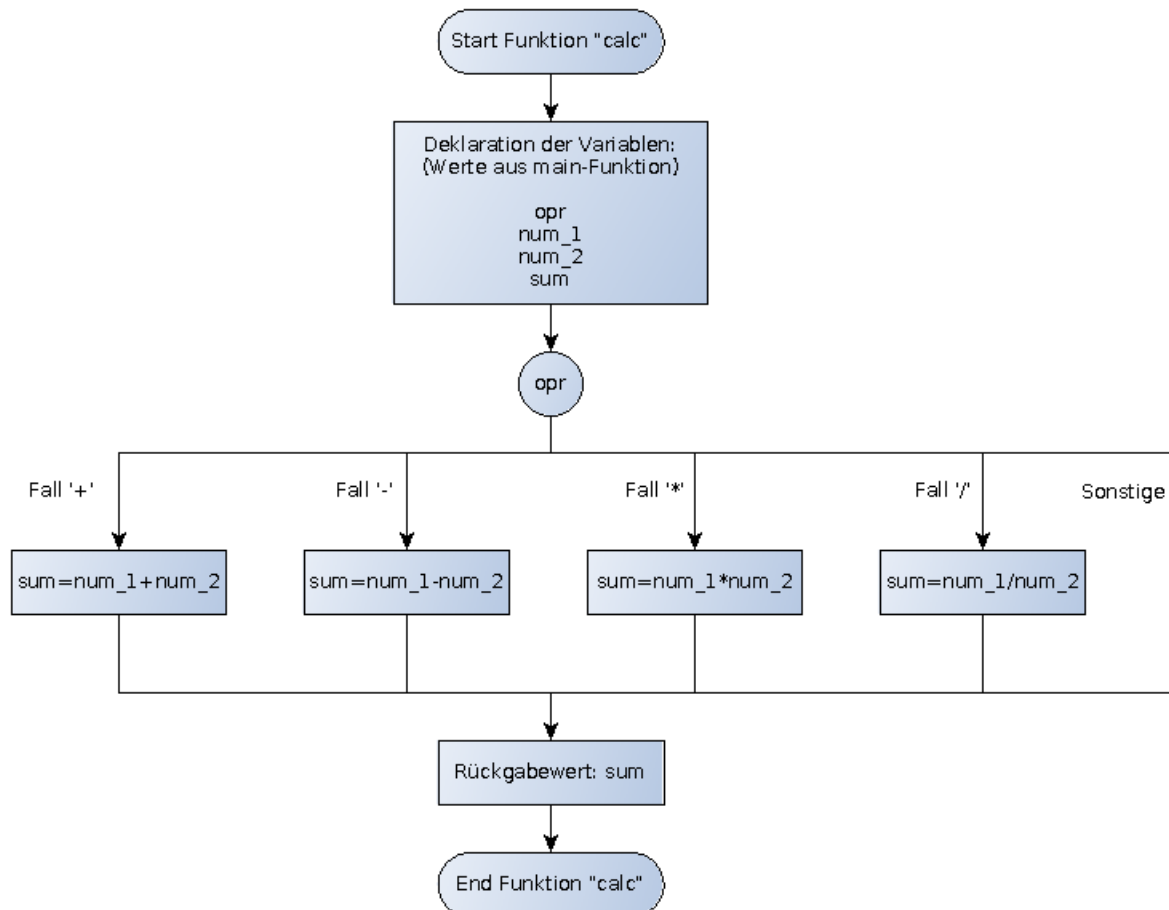 Start Funktion "calc"
Deklaration der Variablen:
(Werte aus main-Funktion)
opr
num_1
num_2
sum
opr
Fall '+'
Fall '-'
Fall '*'
Fall '/'
Sonstige
sum=num_1+num_2
sum=num_1-num_2
sum=num_1*num_2
sum=num_1/num_2
Rückgabewert: sum
End Funktion "calc"